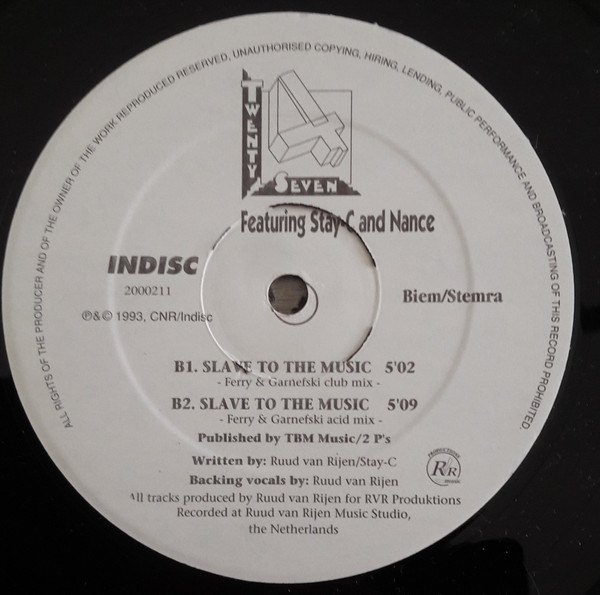 ALL RIGHTS OF THE PRODUCER AND OF THE OWNER OF THE WORK REPRODUCED RESERVED, UNAUTHORISED COPYING, HIRING, LENDING, PUBLIC PERFORMANCE AND BROADCASTING OF THIS RECORD PROHIBITED.
TWENTY 4
SEVEN
Featuring Stay-C and Nance
INDISC
2000211
Biem/Stemra
℗&© 1993, CNR/Indisc
B1. SLAVE TO THE MUSIC 5'02
- Ferry & Garnefski club mix -
B2. SLAVE TO THE MUSIC 5'09
- Ferry & Garnefski acid mix -
Published by TBM Music/2 P's
Written by: Ruud van Rijen/Stay-C
Backing vocals by: Ruud van Rijen
RVR
All tracks produced by Ruud van Rijen for RVR Produktions
Recorded at Ruud van Rijen Music Studio,
the Netherlands